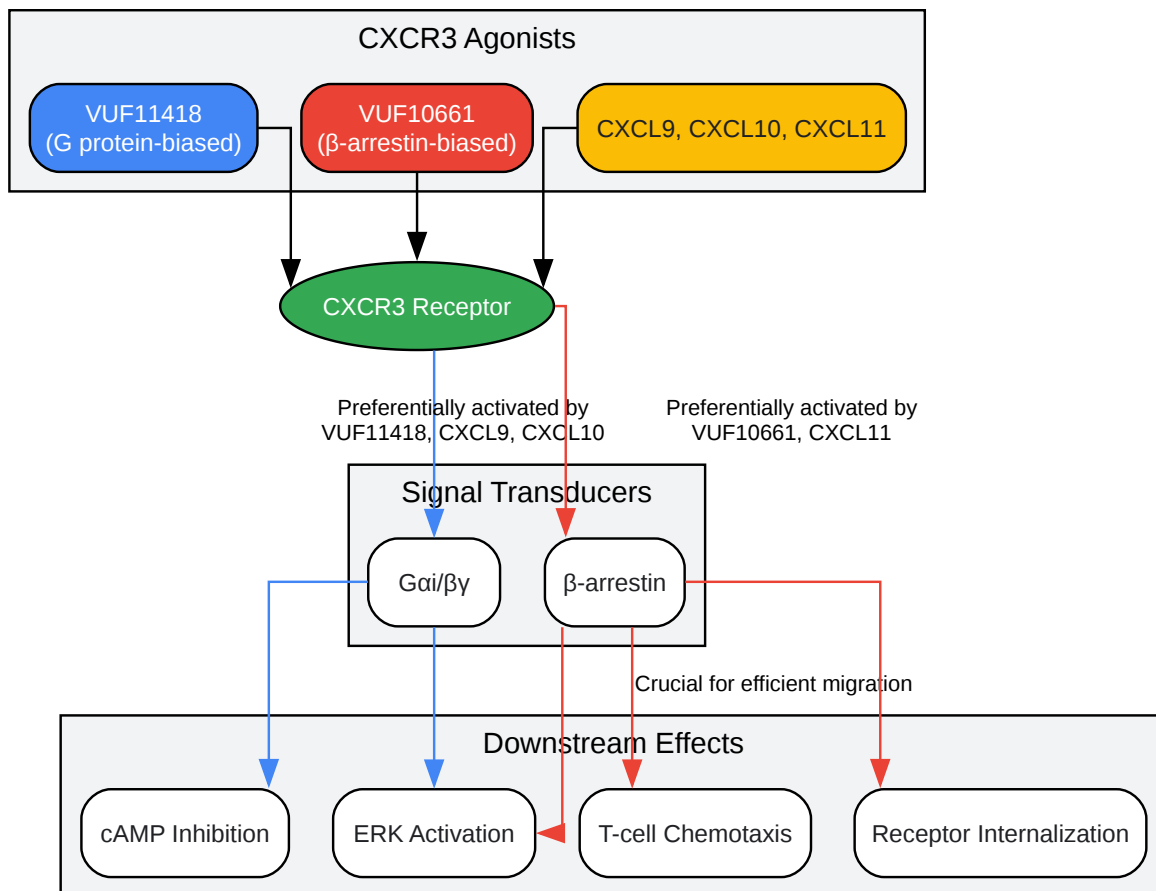 CXCR3 Agonists
VUF11418
(G protein-biased)
VUF10661
(β-arrestin-biased)
CXCL9, CXCL10, CXCL11
CXCR3 Receptor
Preferentially activated by
VUF11418, CXCL9, CXCL10
Preferentially activated by
VUF10661, CXCL11
Signal Transducers
Gαi/βγ
β-arrestin
Crucial for efficient migration
Downstream Effects
cAMP Inhibition
ERK Activation
T-cell Chemotaxis
Receptor Internalization